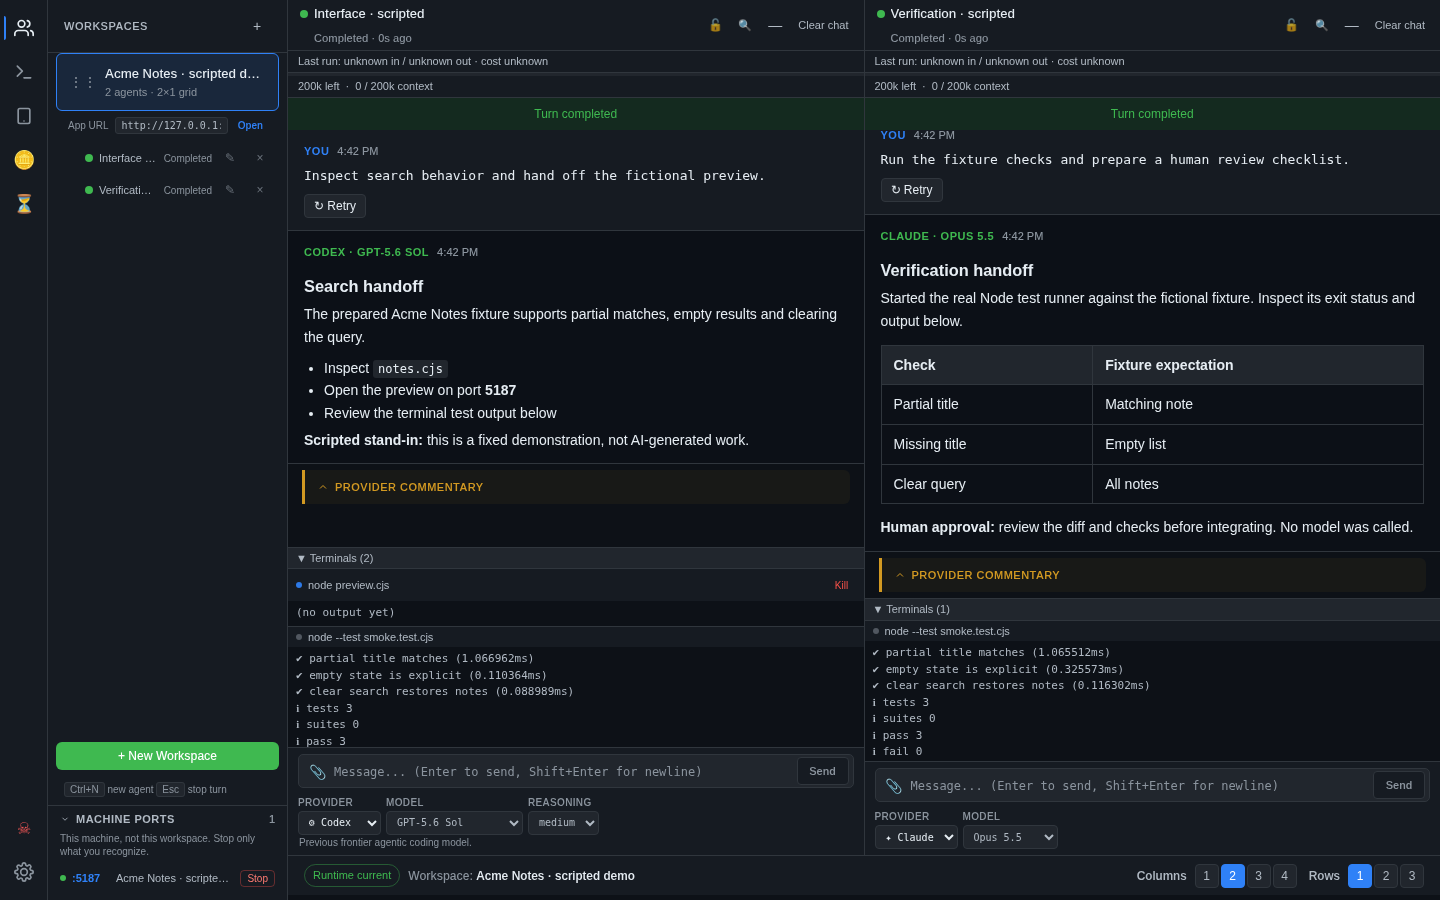 WORKSPACES
+
Acme Notes · scripted d…
2 agents · 2×1 grid
App URL http://127.0.0.1: Open
Interface … Completed
Verificati… Completed
+ New Workspace
Ctrl+N new agent Esc stop turn
MACHINE PORTS 1
This machine, not this workspace. Stop only
what you recognize.
:5187 Acme Notes · scripte… Stop
Interface · scripted
Clear chat
Completed · 0s ago
Last run: unknown in / unknown out · cost unknown
200k left · 0 / 200k context
Turn completed
YOU 4:42 PM
Inspect search behavior and hand off the fictional preview.
↻ Retry
CODEX · GPT-5.6 SOL 4:42 PM
Search handoff
The prepared Acme Notes fixture supports partial matches, empty results and clearing
the query.
• Inspect notes.cjs
• Open the preview on port 5187
• Review the terminal test output below
Scripted stand-in: this is a fixed demonstration, not AI-generated work.
PROVIDER COMMENTARY
▼ Terminals (2)
node preview.cjs Kill
(no output yet)
node --test smoke.test.cjs
✔ partial title matches (1.066962ms)
✔ empty state is explicit (0.110364ms)
✔ clear search restores notes (0.088989ms)
ℹ tests 3
ℹ suites 0
ℹ pass 3
Message... (Enter to send, Shift+Enter for newline) Send
PROVIDER MODEL REASONING
Codex GPT-5.6 Sol medium
Previous frontier agentic coding model.
Verification · scripted
Clear chat
Completed · 0s ago
Last run: unknown in / unknown out · cost unknown
200k left · 0 / 200k context
Turn completed
YOU 4:42 PM
Run the fixture checks and prepare a human review checklist.
↻ Retry
CLAUDE · OPUS 5.5 4:42 PM
Verification handoff
Started the real Node test runner against the fictional fixture. Inspect its exit status and
output below.
Check Fixture expectation
Partial title Matching note
Missing title Empty list
Clear query All notes
Human approval: review the diff and checks before integrating. No model was called.
PROVIDER COMMENTARY
▼ Terminals (1)
node --test smoke.test.cjs
✔ partial title matches (1.065512ms)
✔ empty state is explicit (0.325573ms)
✔ clear search restores notes (0.116302ms)
ℹ tests 3
ℹ suites 0
ℹ pass 3
ℹ fail 0
Message... (Enter to send, Shift+Enter for newline) Send
PROVIDER MODEL
Claude Opus 5.5
Runtime current Workspace: Acme Notes · scripted demo Columns 1 2 3 4 Rows 1 2 3